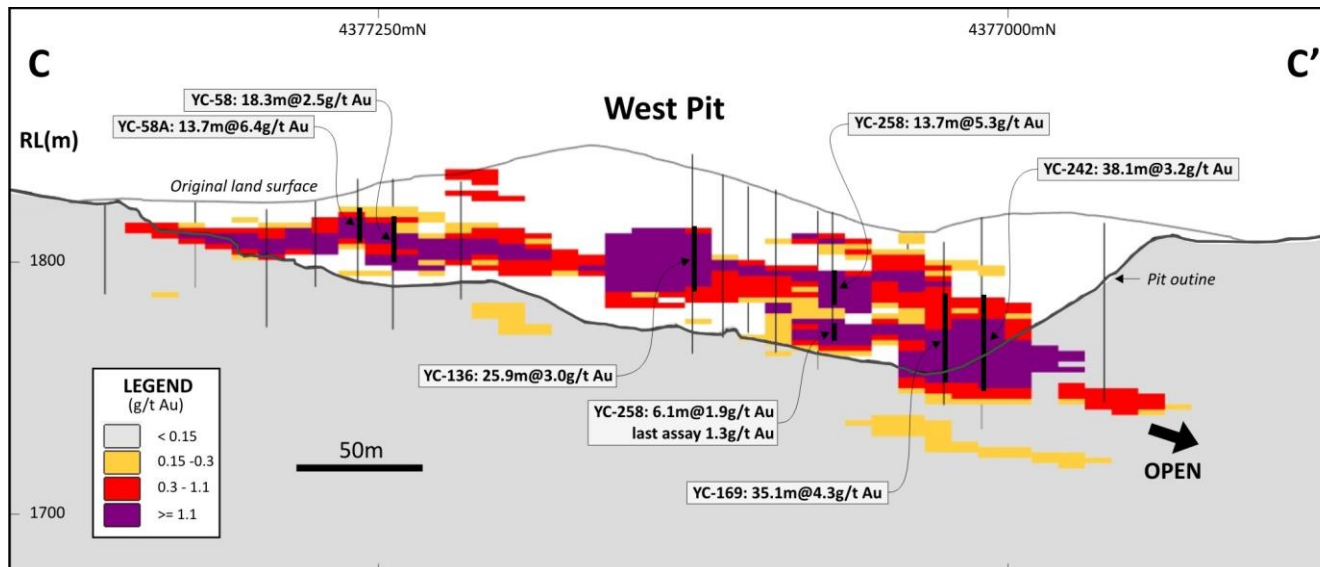 4377250mN
4377000mN
C
C'
West Pit
RL(m)
YC-58: 18.3m@2.5g/t Au
YC-58A: 13.7m@6.4g/t Au
YC-258: 13.7m@5.3g/t Au
YC-242: 38.1m@3.2g/t Au
Original land surface
1800
Pit outine
YC-136: 25.9m@3.0g/t Au
YC-258: 6.1m@1.9g/t Au
last assay 1.3g/t Au
YC-169: 35.1m@4.3g/t Au
LEGEND
(g/t Au)
< 0.15
0.15 -0.3
0.3 - 1.1
>= 1.1
50m
OPEN
1700